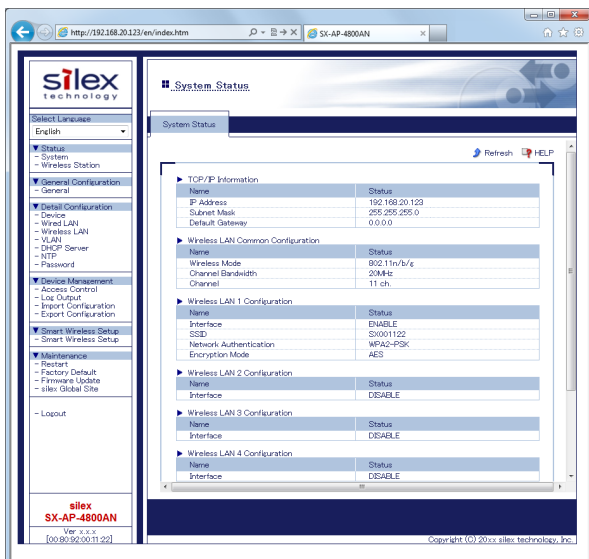 http://192.168.20.123/en/index.htm
SX-AP-4800AN
silex
technology
Select Language
English
▼ Status
- System
- Wireless Station
▼ General Configuration
- General
▼ Detail Configuration
- Device
- Wired LAN
- Wireless LAN
- VLAN
- DHCP Server
- NTP
- Password
▼ Device Management
- Access Control
- Log Output
- Import Configuration
- Export Configuration
▼ Smart Wireless Setup
- Smart Wireless Setup
▼ Maintenance
- Restart
- Factory Default
- Firmware Update
- silex Global Site
- Logout
silex
SX-AP-4800AN
Ver x.x.x
[00:80:92:00:11:22]
System Status
System Status
Refresh HELP
▶ TCP/IP Information
Name Status
IP Address 192.168.20.123
Subnet Mask 255.255.255.0
Default Gateway 0.0.0.0
▶ Wireless LAN Common Configuration
Name Status
Wireless Mode 802.11n/b/g
Channel Bandwidth 20MHz
Channel 11 ch.
▶ Wireless LAN 1 Configuration
Name Status
Interface ENABLE
SSID SX001122
Network Authentication WPA2-PSK
Encryption Mode AES
▶ Wireless LAN 2 Configuration
Name Status
Interface DISABLE
▶ Wireless LAN 3 Configuration
Name Status
Interface DISABLE
▶ Wireless LAN 4 Configuration
Name Status
Interface DISABLE
Copyright (C) 20xx silex technology, Inc.